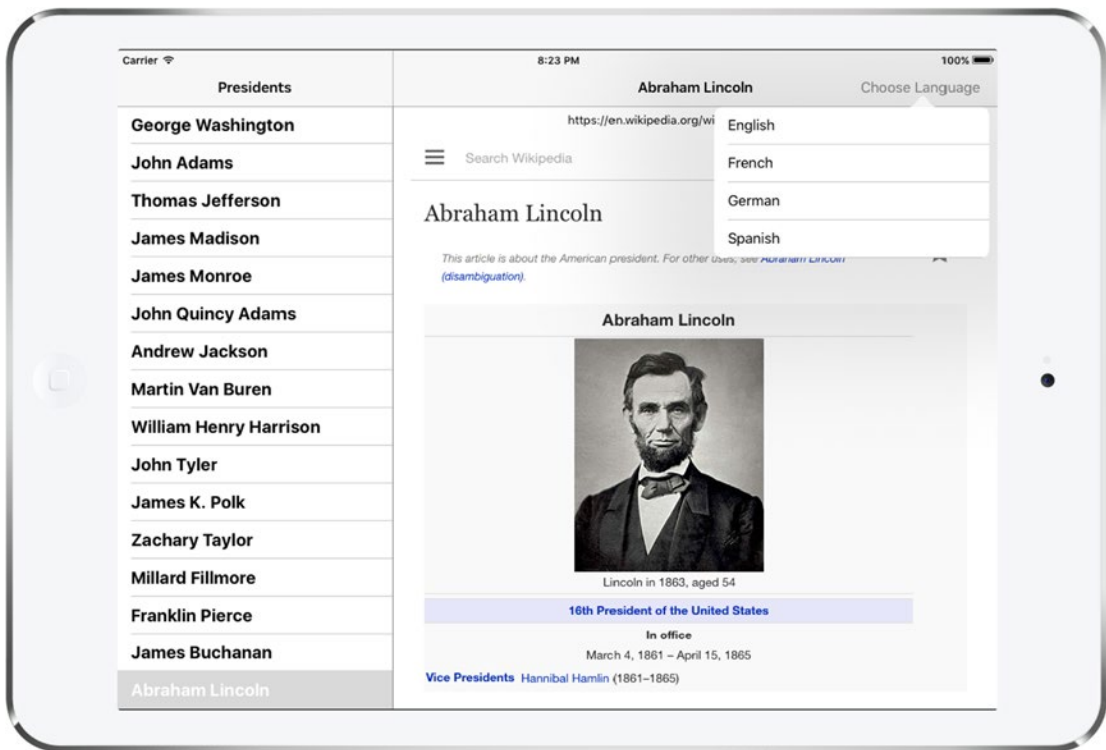 Carrier
8:23 PM
100%
Presidents
Abraham Lincoln
Choose Language
George Washington
John Adams
Thomas Jefferson
James Madison
James Monroe
John Quincy Adams
Andrew Jackson
Martin Van Buren
William Henry Harrison
John Tyler
James K. Polk
Zachary Taylor
Millard Fillmore
Franklin Pierce
James Buchanan
Abraham Lincoln
https://en.wikipedia.org/wi
Search Wikipedia
English
French
German
Spanish
Abraham Lincoln
This article is about the American president. For other uses, see Abraham Lincoln
(disambiguation).
Abraham Lincoln
Lincoln in 1863, aged 54
16th President of the United States
In office
March 4, 1861 – April 15, 1865
Vice Presidents Hannibal Hamlin (1861–1865)